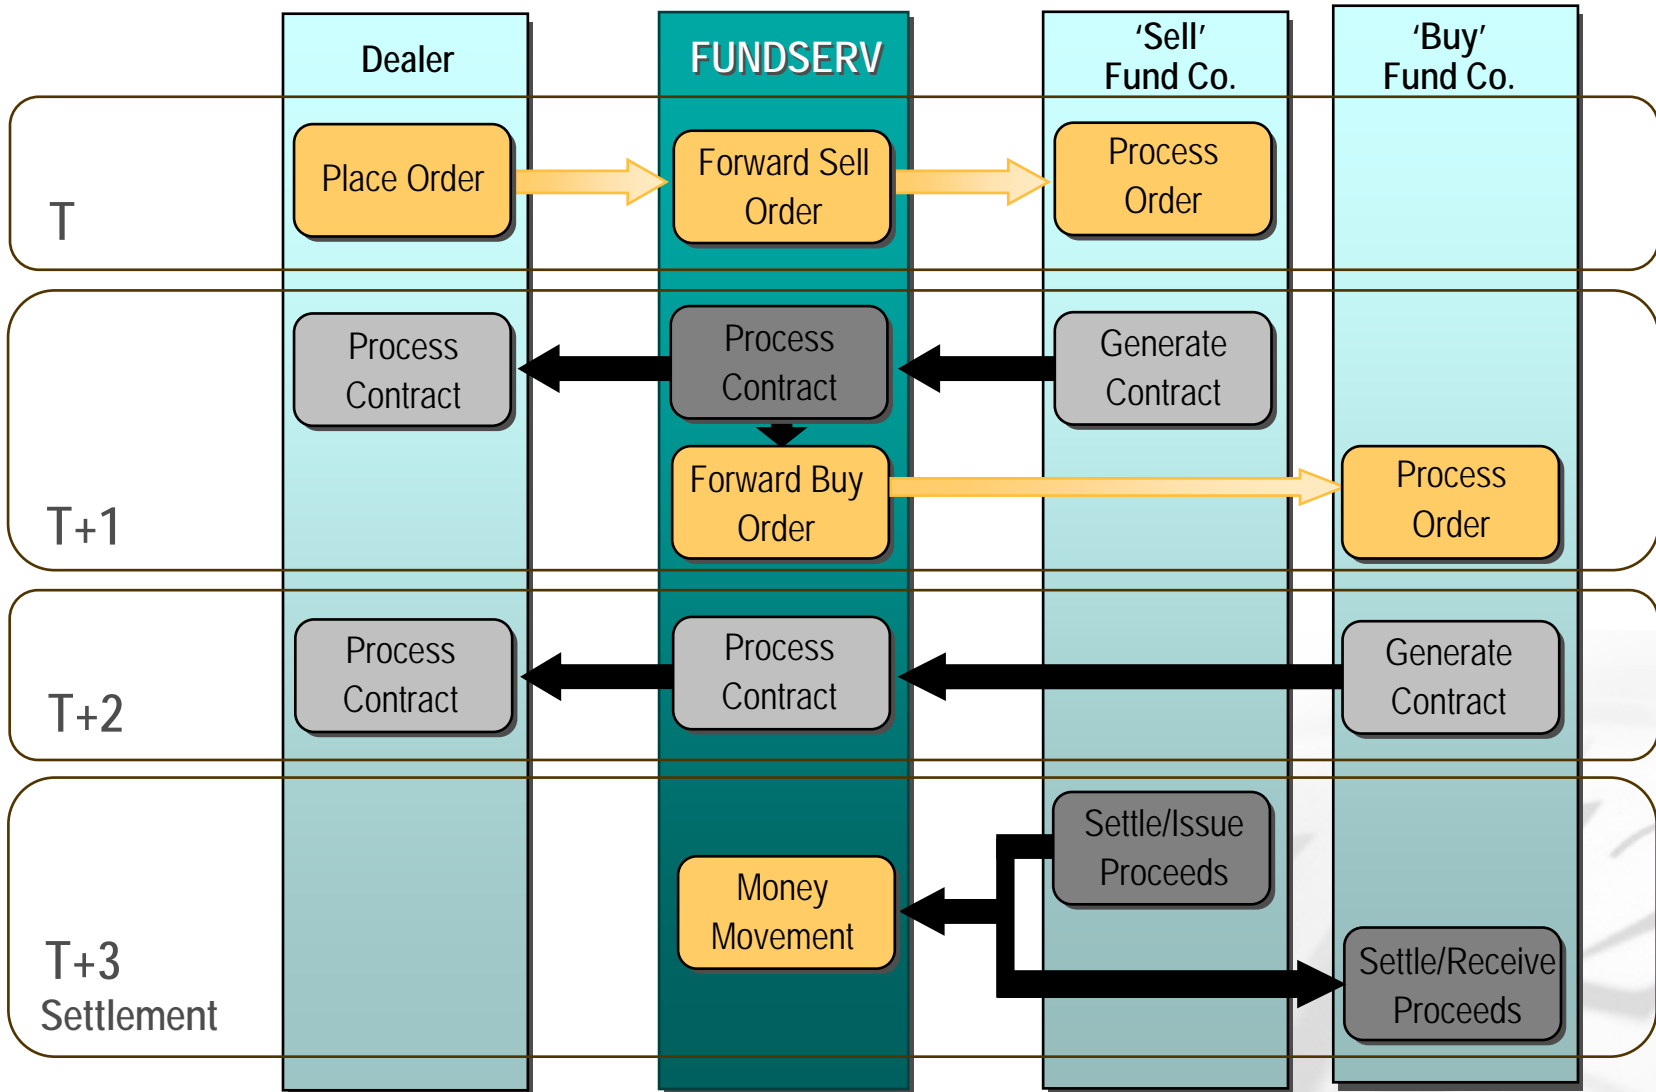 Dealer
FUNDSERV
‘Sell’
Fund Co.
‘Buy’
Fund Co.
T
Place Order
Forward Sell
Order
Process
Order
T+1
Process
Contract
Process
Contract
Generate
Contract
Forward Buy
Order
Process
Order
T+2
Process
Contract
Process
Contract
Generate
Contract
T+3
Settlement
Money
Movement
Settle/Issue
Proceeds
Settle/Receive
Proceeds